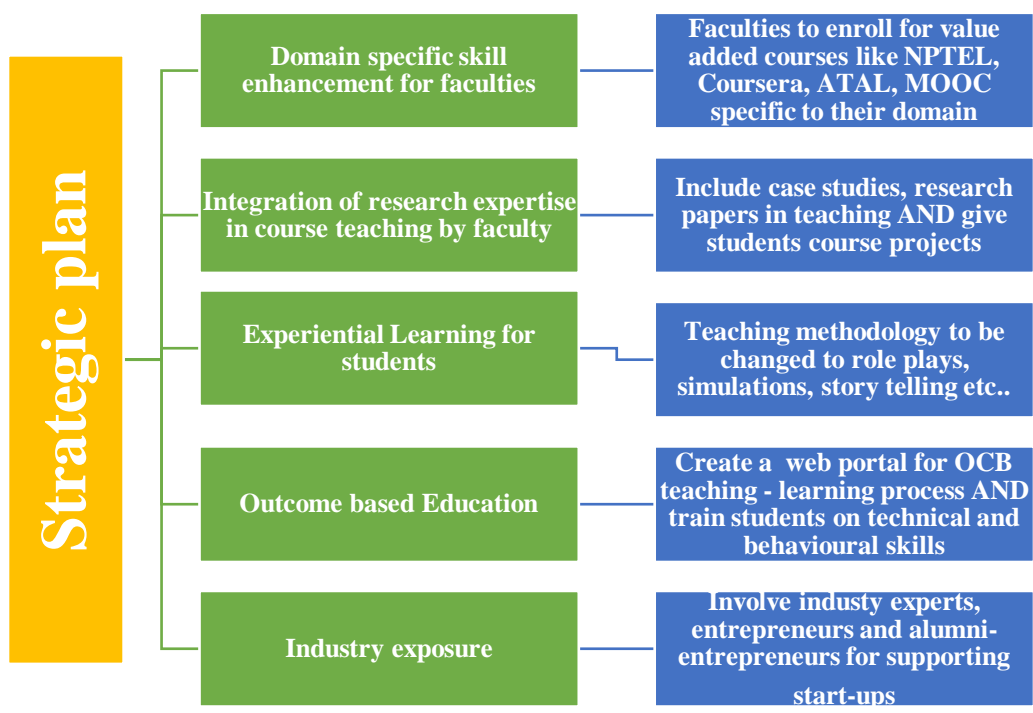 Strategic plan
Domain specific skill
enhancement for faculties
Faculties to enroll for value
added courses like NPTEL,
Coursera, ATAL, MOOC
specific to their domain
Integration of research expertise
in course teaching by faculty
Include case studies, research
papers in teaching AND give
students course projects
Experiential Learning for
students
Teaching methodology to be
changed to role plays,
simulations, story telling etc..
Outcome based Education
Create a web portal for OCB
teaching - learning process AND
train students on technical and
behavioural skills
Industry exposure
Involve industy experts,
entrepreneurs and alumni-
entrepreneurs for supporting
start-ups